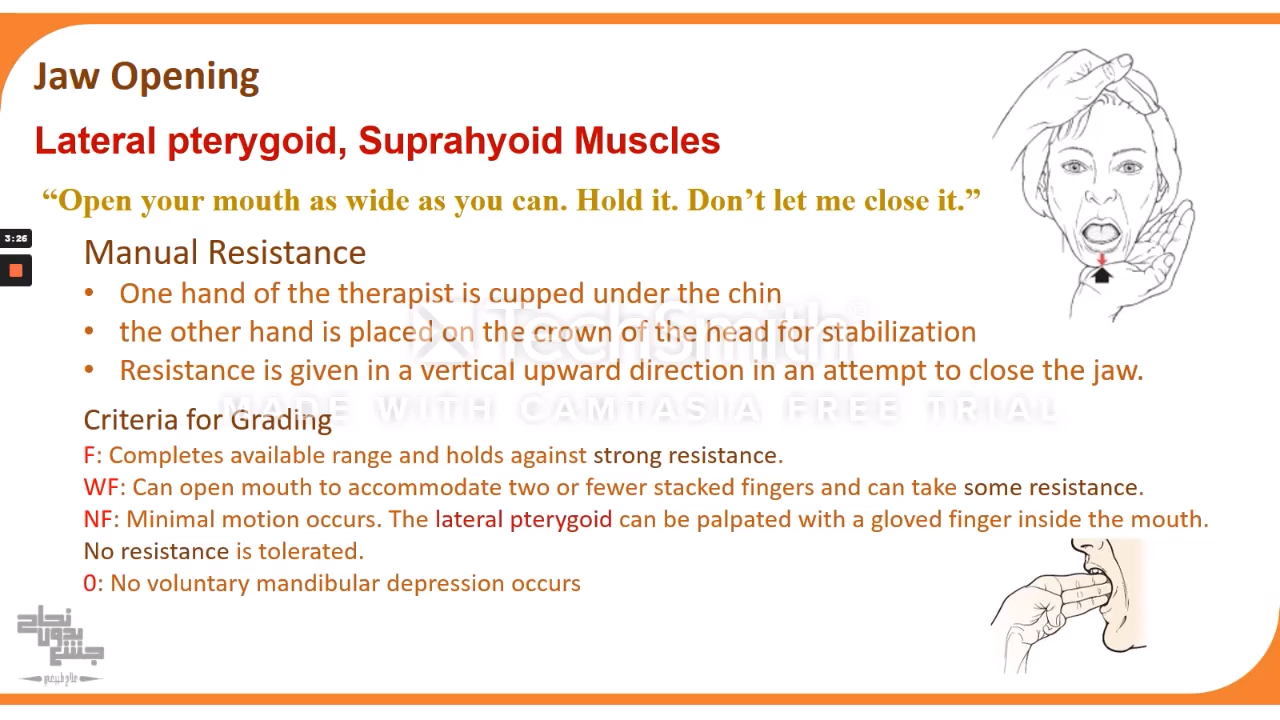 Jaw Opening
Lateral pterygoid, Suprahyoid Muscles
“Open your mouth as wide as you can. Hold it. Don’t let me close it.”
3:26
Manual Resistance
• One hand of the therapist is cupped under the chin
• the other hand is placed on the crown of the head for stabilization
• Resistance is given in a vertical upward direction in an attempt to close the jaw.
TechSmith®
MADE WITH CAMTASIA FREE TRIAL
Criteria for Grading
F: Completes available range and holds against strong resistance.
WF: Can open mouth to accommodate two or fewer stacked fingers and can take some resistance.
NF: Minimal motion occurs. The lateral pterygoid can be palpated with a gloved finger inside the mouth.
No resistance is tolerated.
0: No voluntary mandibular depression occurs
نجاح
بدون
جشع
علاج طبيعي